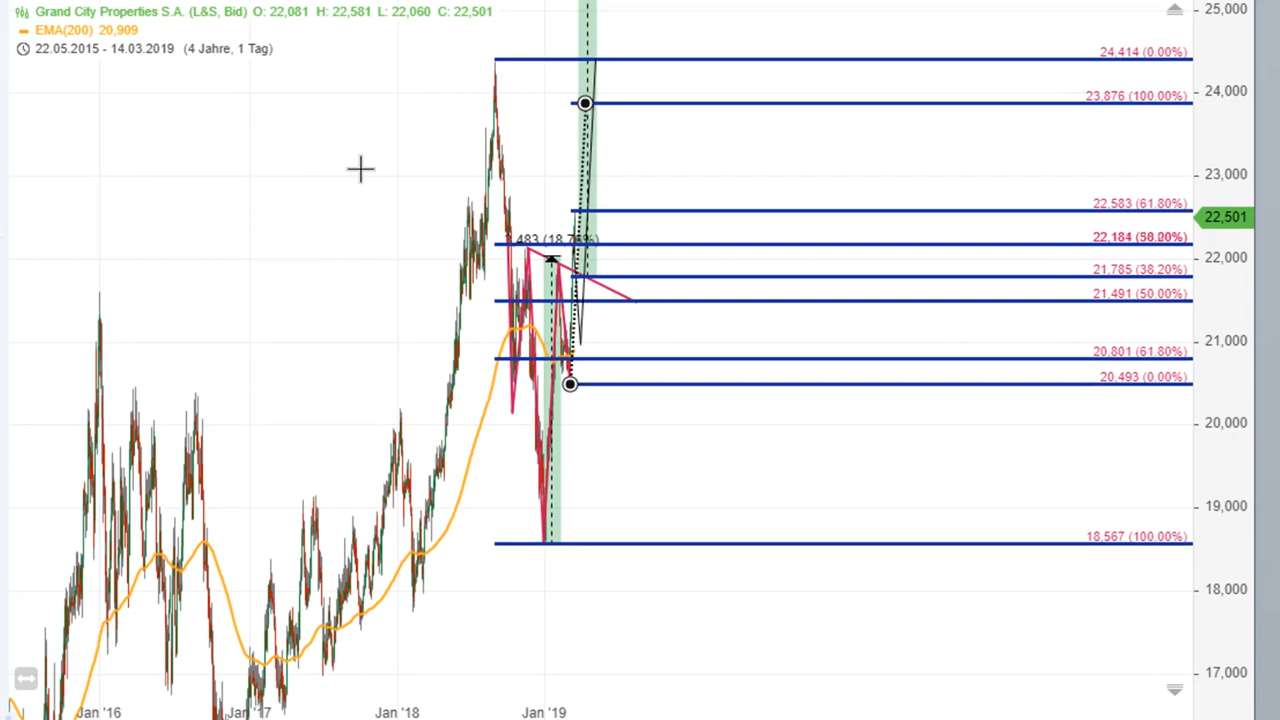 Grand City Properties S.A. (L&S, Bid) O: 22,081 H: 22,581 L: 22,060 C: 22,501
EMA(200) 20,909
22.05.2015 - 14.03.2019 (4 Jahre, 1 Tag)
25,000
24,414 (0.00%)
24,000
23,876 (100.00%)
23,000
22,583 (61.80%)
22,501
22,184
22,000
21,785 (38.20%)
21,491 (50.00%)
21,000
20,801 (61.80%)
20,493 (0.00%)
20,000
19,000
18,567 (100.00%)
18,000
17,000
Jan '16
Jan '17
Jan '18
Jan '19